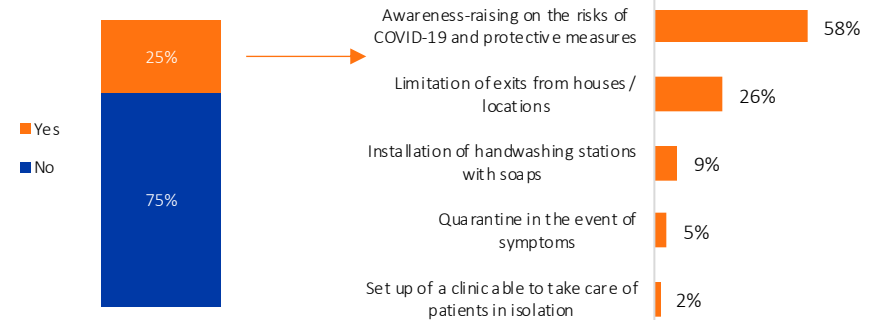 25%
75%
Yes
No
Awareness-raising on the risks of
COVID-19 and protective measures
58%
Limitation of exits from houses/
locations
26%
Installation of handwashing stations
with soaps
9%
Quarantine in the event of
symptoms
5%
Set up of a clinic able to take care of
patients in isolation
2%